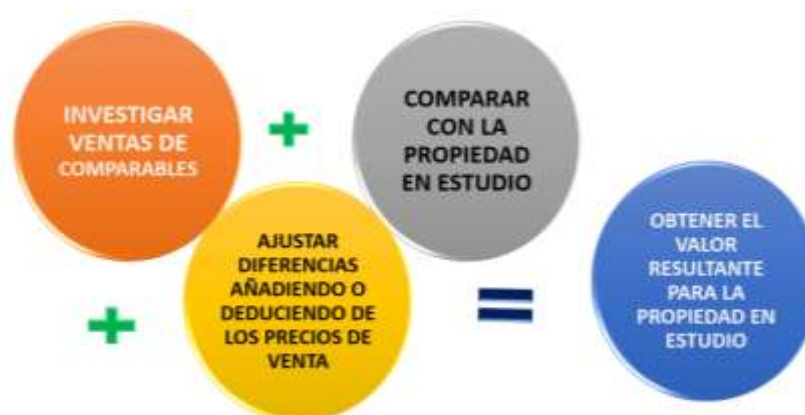 INVESTIGAR
VENTAS DE
COMPARABLES
+
COMPARAR
CON LA
PROPIEDAD
EN ESTUDIO
+
AJUSTAR
DIFERENCIAS
AÑADIENDO O
DEDUCIENDO DE
LOS PRECIOS DE
VENTA
=
OBTENER EL
VALOR
RESULTANTE
PARA LA
PROPIEDAD EN
ESTUDIO